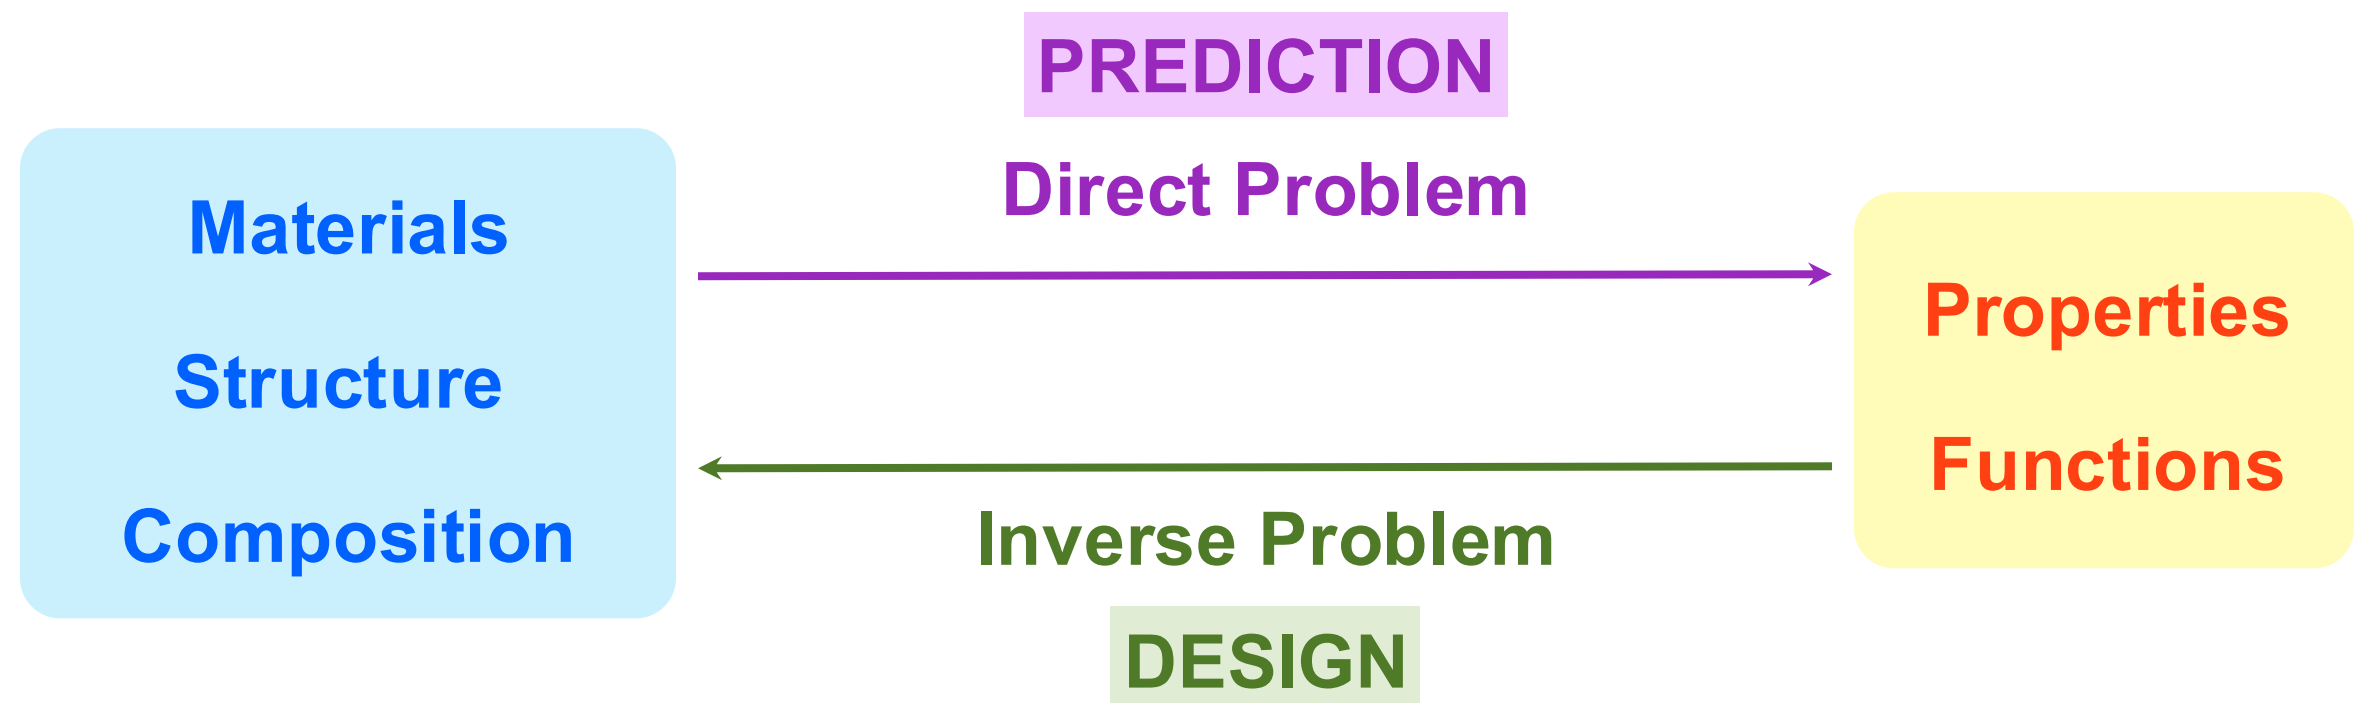 PREDICTION
Direct Problem
Materials
Structure
Composition
Properties
Functions
Inverse Problem
DESIGN